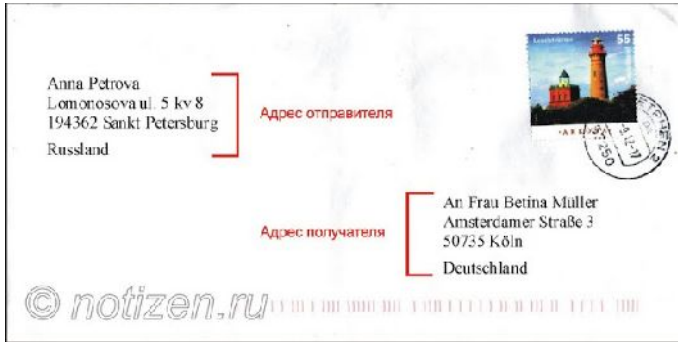 55
Anna Petrova
Lomonosova ul. 5 kv 8
194362 Sankt Petersburg
Russland
Адрес отправителя
An Frau Betina Müller
Amsterdamer Straße 3
50735 Köln
Deutschland
Адрес получателя
© notizen.ru